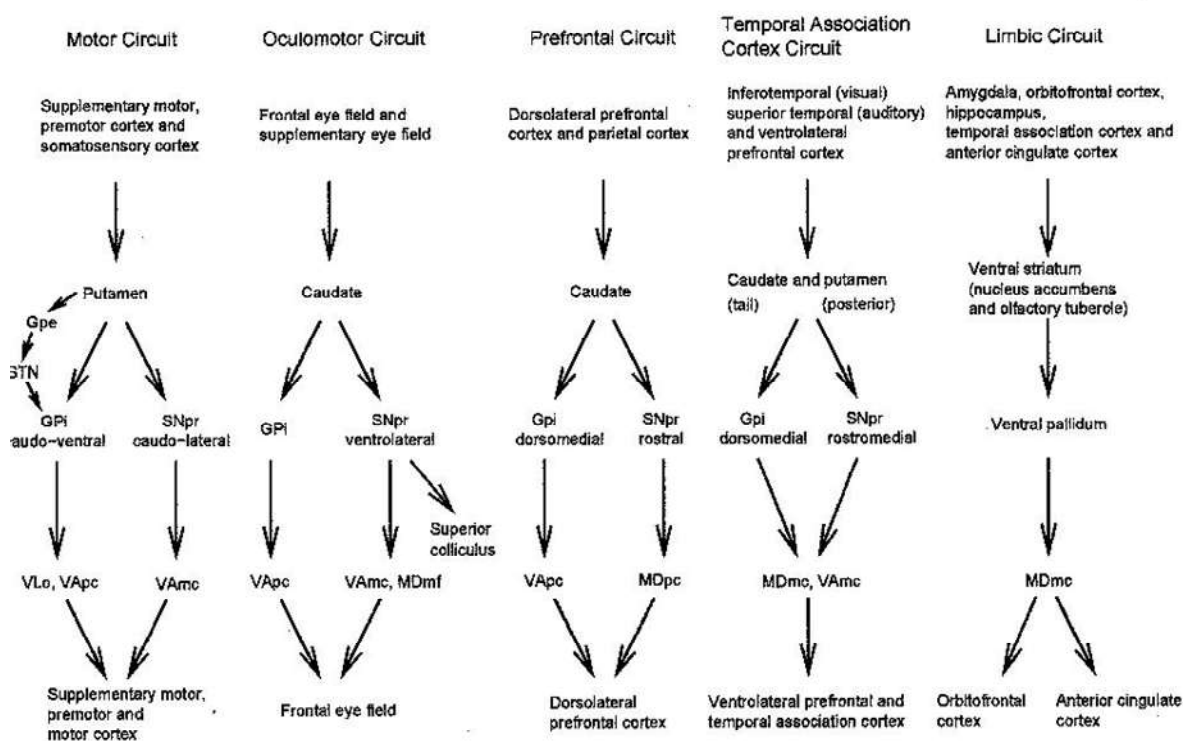 Motor Circuit
Supplementary motor,
premotor cortex and
somatosensory cortex
Putamen
Gpe
STN
GPi
audo-ventral
SNpr
caudo-lateral
VLo, VApc
VAmc
Supplementary motor,
premotor and
motor cortex
Oculomotor Circuit
Frontal eye field and
supplementary eye field
Caudate
GPi
SNpr
ventrolateral
Superior
colliculus
VApc
VAmc, MDmf
Frontal eye field
Prefrontal Circuit
Dorsolateral prefrontal
cortex and parietal cortex
Caudate
Gpi
dorsomedial
SNpr
rostral
VApc
MDpc
Dorsolateral
prefrontal cortex
Temporal Association
Cortex Circuit
Inferotemporal (visual)
superior temporal (auditory)
and ventrolateral
prefrontal cortex
Caudate and putamen
(tail) (posterior)
Gpi
dorsomedial
SNpr
rostromedial
MDmc, VAmc
Ventrolateral prefrontal and
temporal association cortex
Limbic Circuit
Amygdala, orbitofrontal cortex,
hippocampus,
temporal association cortex and
anterior cingulate cortex
Ventral striatum
(nucleus accumbens
and olfactory tubercle)
Ventral pallidum
MDmc
Orbitofrontal
cortex
Anterior cingulate
cortex